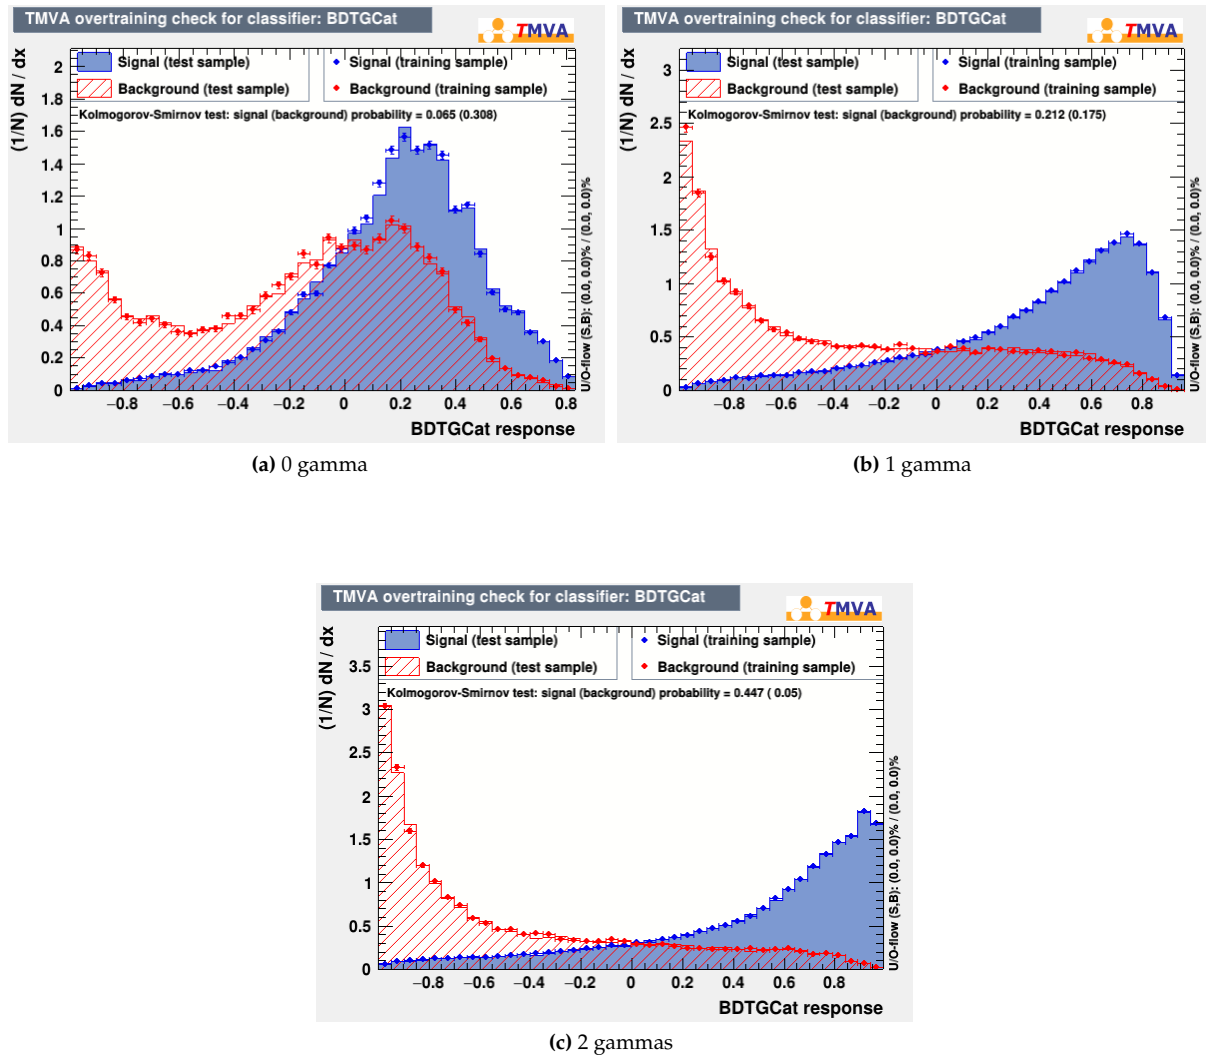 TMVA overtraining check for classifier: BDTGCat
TMVA
(1/N) dN / dx
Signal (test sample)
Background (test sample)
Signal (training sample)
Background (training sample)
Kolmogorov-Smirnov test: signal (background) probability = 0.065 (0.308)
2
1.8
1.6
1.4
1.2
1
0.8
0.6
0.4
0.2
0
−0.8 −0.6 −0.4 −0.2 0 0.2 0.4 0.6 0.8
BDTGCat response
U/O-flow (S,B): (0.0, 0.0)% / (0.0, 0.0)%
(a) 0 gamma
TMVA overtraining check for classifier: BDTGCat
TMVA
(1/N) dN / dx
Signal (test sample)
Background (test sample)
Signal (training sample)
Background (training sample)
Kolmogorov-Smirnov test: signal (background) probability = 0.212 (0.175)
3
2.5
2
1.5
1
0.5
0
−0.8 −0.6 −0.4 −0.2 0 0.2 0.4 0.6 0.8
BDTGCat response
U/O-flow (S,B): (0.0, 0.0)% / (0.0, 0.0)%
(b) 1 gamma
TMVA overtraining check for classifier: BDTGCat
TMVA
(1/N) dN / dx
Signal (test sample)
Background (test sample)
Signal (training sample)
Background (training sample)
Kolmogorov-Smirnov test: signal (background) probability = 0.447 ( 0.05)
3.5
3
2.5
2
1.5
1
0.5
0
−0.8 −0.6 −0.4 −0.2 0 0.2 0.4 0.6 0.8
BDTGCat response
U/O-flow (S,B): (0.0, 0.0)% / (0.0, 0.0)%
(c) 2 gammas